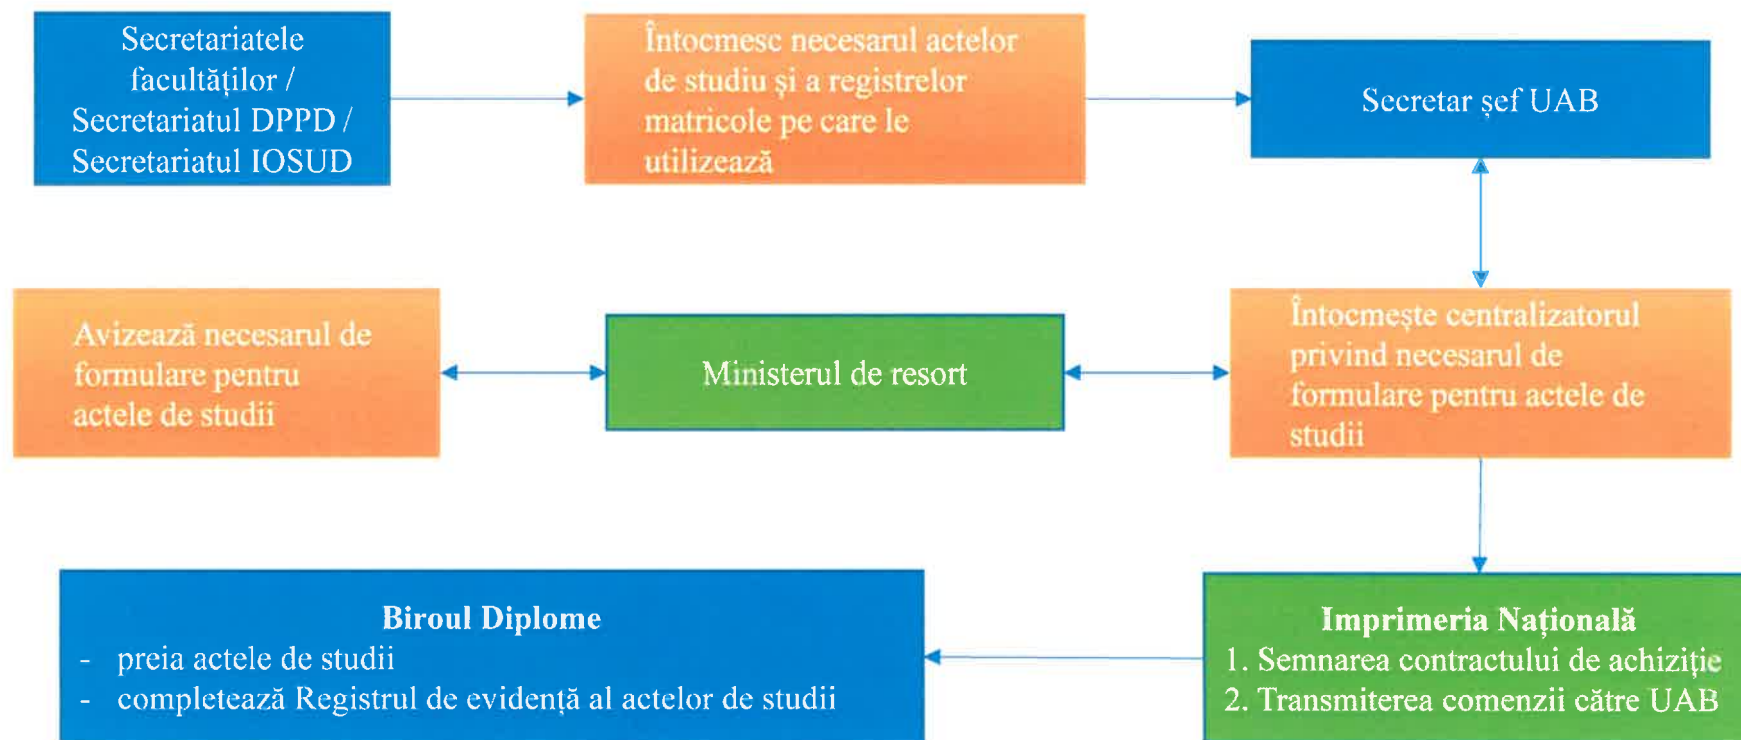 Secretariatele
facultăților /
Secretariatul DPPD /
Secretariatul IOSUD
Întocmesc necesarul actelor
de studiu și a registrelor
matricole pe care le
utilizează
Secretar șef UAB
Avizează necesarul de
formulare pentru
actele de studii
Ministerul de resort
Întocmește centralizatorul
privind necesarul de
formulare pentru actele de
studii
Biroul Diplome
- preia actele de studii
- completează Registrul de evidență al actelor de studii
Imprimeria Națională
1. Semnarea contractului de achiziție
2. Transmiterea comenzii către UAB